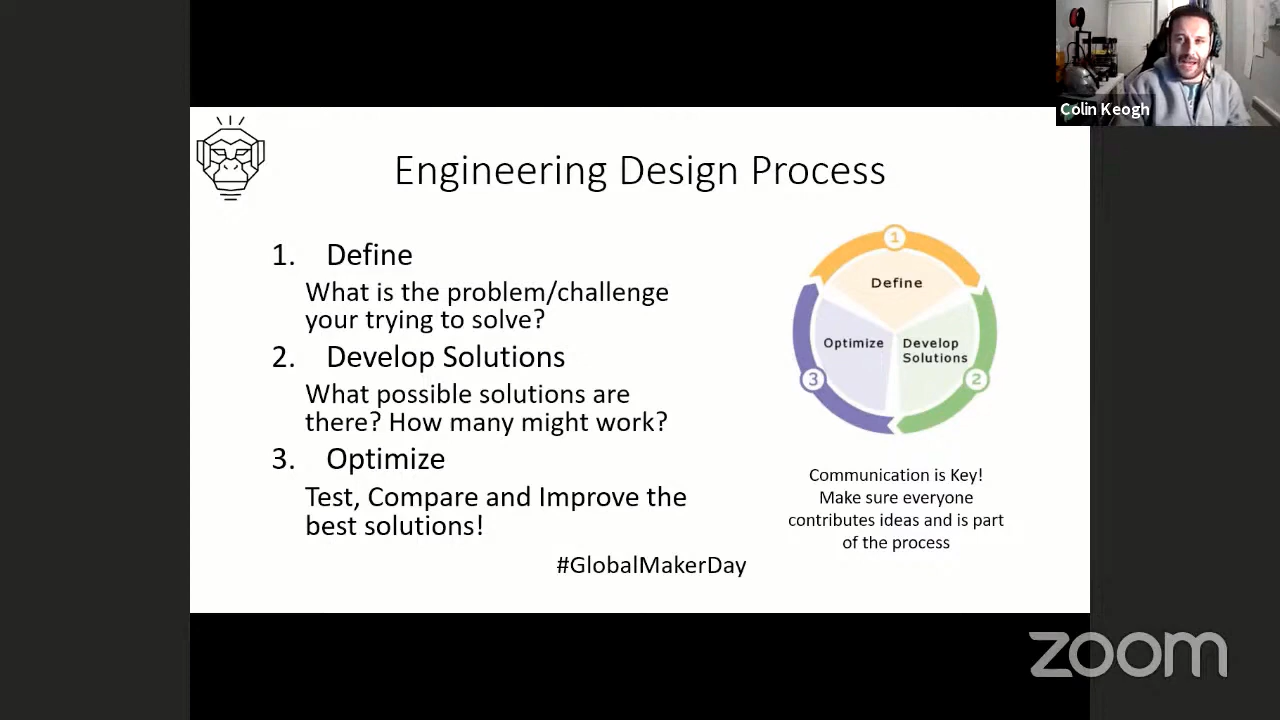 Colin Keogh
Engineering Design Process
1. Define
What is the problem/challenge
your trying to solve?
2. Develop Solutions
What possible solutions are
there? How many might work?
3. Optimize
Test, Compare and Improve the
best solutions!
#GlobalMakerDay
1
Define
Optimize
Develop
Solutions
3
2
Communication is Key!
Make sure everyone
contributes ideas and is part
of the process
zoom